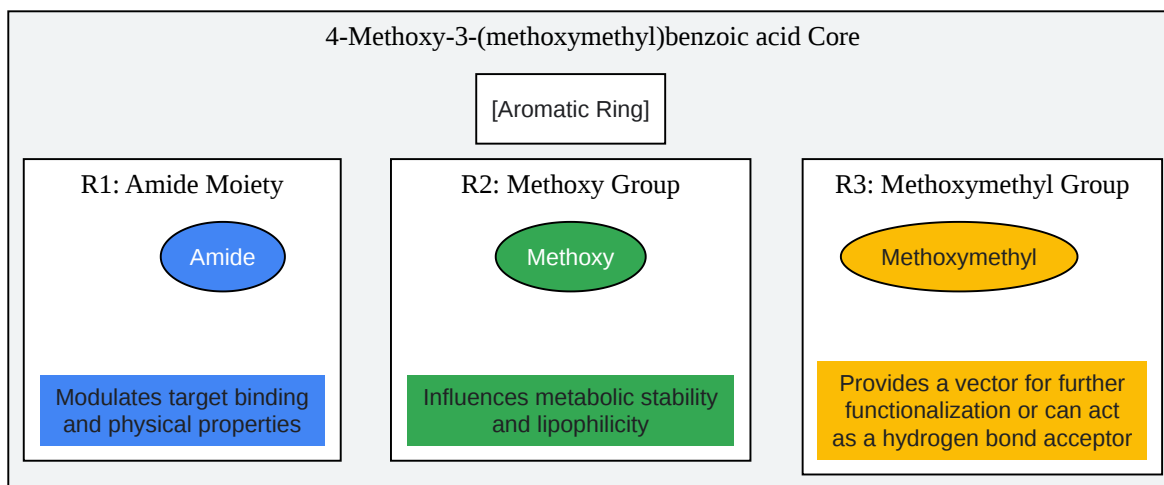 4-Methoxy-3-(methoxymethyl)benzoic acid Core
[Aromatic Ring]
R1: Amide Moiety
Amide
Modulates target binding
and physical properties
R2: Methoxy Group
Methoxy
Influences metabolic stability
and lipophilicity
R3: Methoxymethyl Group
Methoxymethyl
Provides a vector for further
functionalization or can act
as a hydrogen bond acceptor